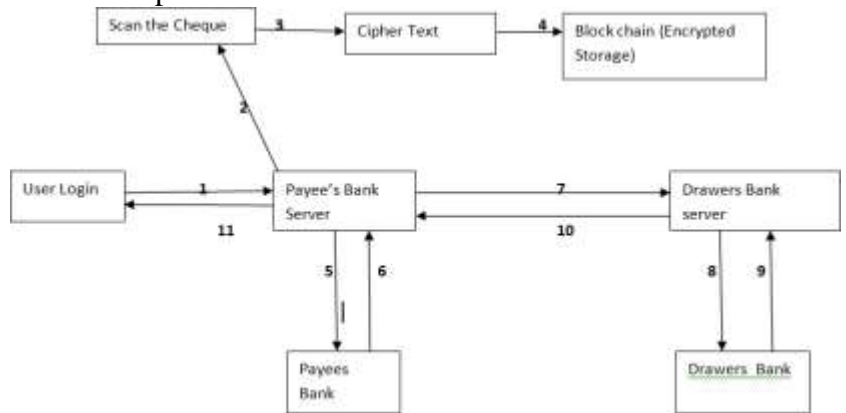 Scan the Cheque
3
Cipher Text
4
Block chain (Encrypted
Storage)
2
User Login
1
Payee's Bank
Server
7
Drawers Bank
server
11
10
5
6
8
9
Payees
Bank
Drawers Bank